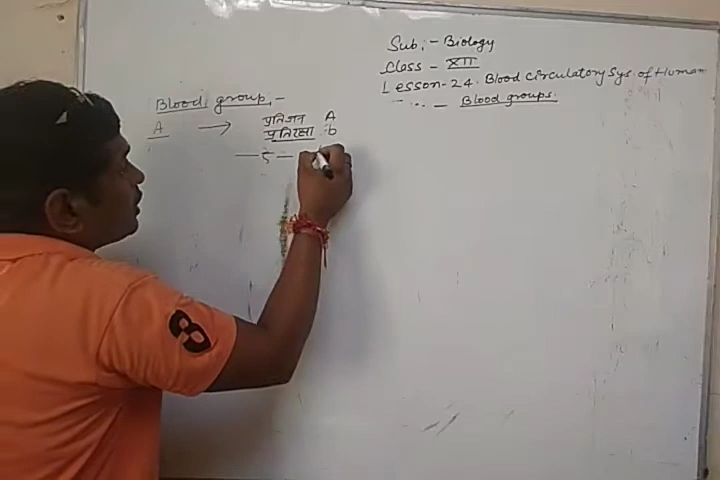 Sub:- Biology
Class - XII
Lesson-24. Blood circulatory Sys. of Human
- Blood groups.
Blood group,-
A → प्रतिजन A
प्रतिरक्षा b
8